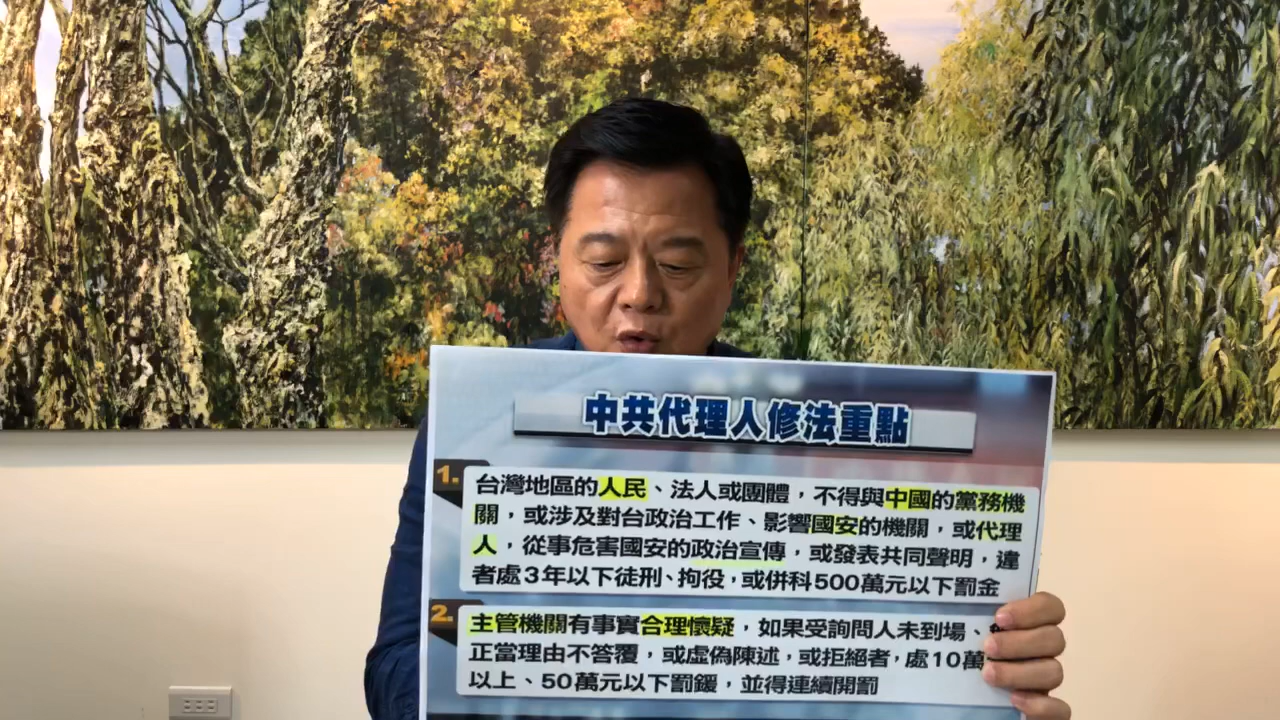 中共代理人修法重點
1.
台灣地區的人民、法人或團體，不得與中國的黨務機
關，或涉及對台政治工作、影響國安的機關，或代理
人，從事危害國安的政治宣傳，或發表共同聲明，違
者處3年以下徒刑、拘役，或併科500萬元以下罰金
2.
主管機關有事實合理懷疑，如果受詢問人未到場、
正當理由不答覆，或虛偽陳述，或拒絕者，處10萬
以上、50萬元以下罰鍰，並得連續開罰